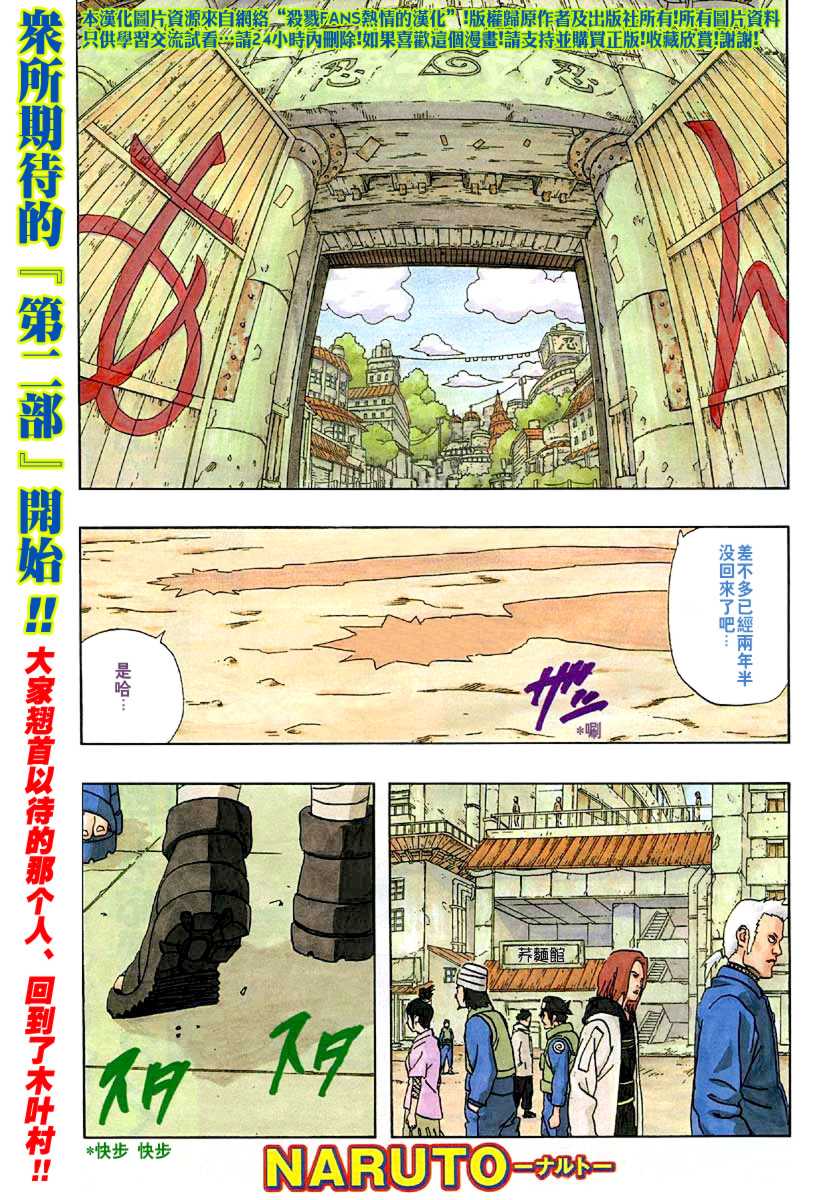 本漢化圖片資源來自網絡“殺戮FANS熱情的漢化”!版權歸原作者及出版社所有!所有圖片資料
只供學習交流試看…請24小時內刪除!如果喜歡這個漫畫!請支持並購買正版!收藏欣賞!謝謝!
衆所期待的『第二部』開始!!
大家翘首以待的那个人、回到了木叶村!!
忍 忍
あ
ん
忍
差不多已經兩年半
没回來了吧…
ザッ
*唰
是哈…
蕎麵館
スタ
スタ
*快步 快步
NARUTO
ーナルトー